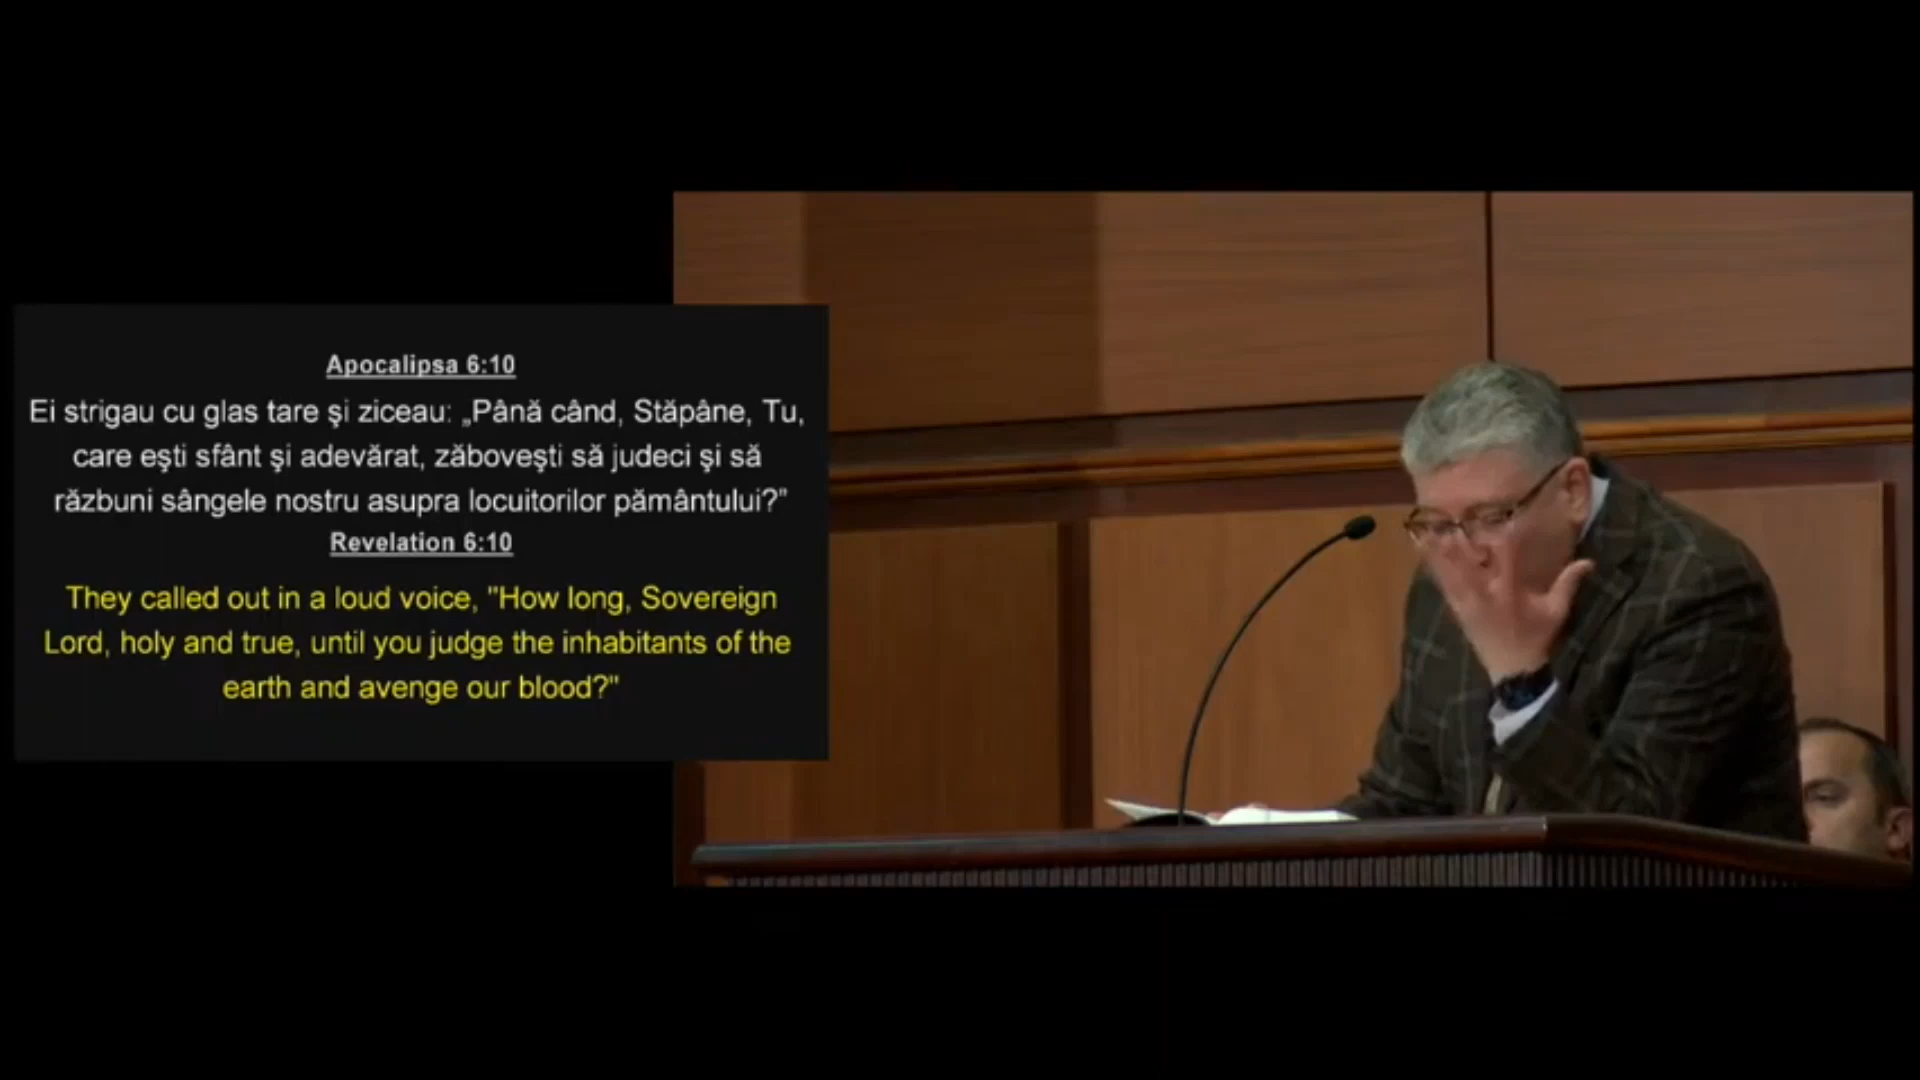 Apocalipsa 6:10
Ei strigau cu glas tare şi ziceau: „Până când, Stăpâne, Tu,
care eşti sfânt şi adevărat, zăboveşti să judeci şi să
răzbuni sângele nostru asupra locuitorilor pământului?”
Revelation 6:10
They called out in a loud voice, "How long, Sovereign
Lord, holy and true, until you judge the inhabitants of the
earth and avenge our blood?"